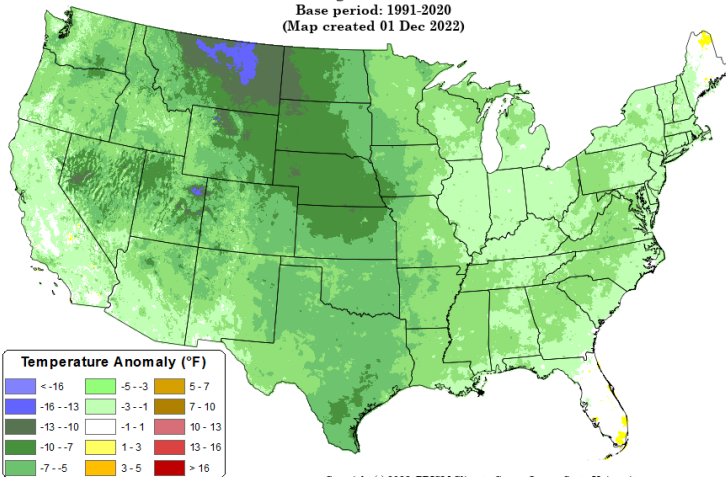 Base period: 1991-2020
(Map created 01 Dec 2022)
Temperature Anomaly (°F)
< -16
-16 - -13
-13 - -10
-10 - -7
-7 - -5
-5 - -3
-3 - -1
-1 - 1
1 - 3
3 - 5
5 - 7
7 - 10
10 - 13
13 - 16
> 16